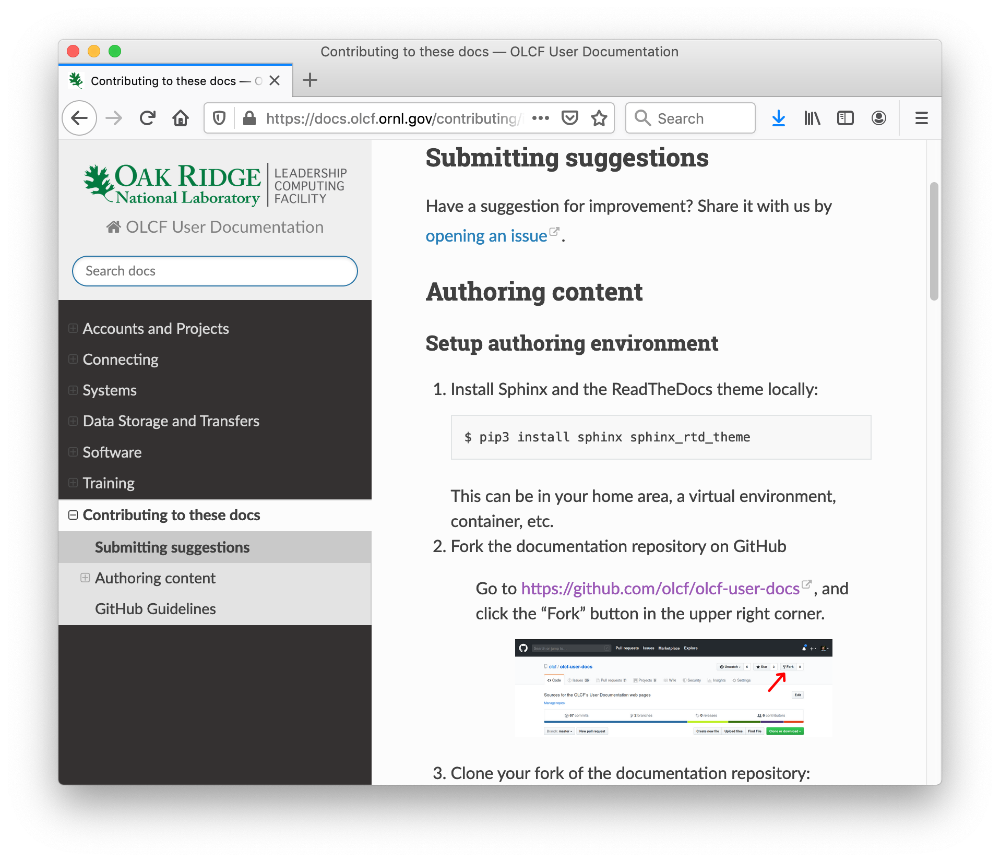 Contributing to these docs — OLCF User Documentation
Contributing to these docs — O
https://docs.olcf.ornl.gov/contributing/
Search
OAK RIDGE
National Laboratory
LEADERSHIP
COMPUTING
FACILITY
OLCF User Documentation
Search docs
Accounts and Projects
Connecting
Systems
Data Storage and Transfers
Software
Training
Contributing to these docs
Submitting suggestions
Authoring content
GitHub Guidelines
Submitting suggestions
Have a suggestion for improvement? Share it with us by
opening an issue .
Authoring content
Setup authoring environment
1. Install Sphinx and the ReadTheDocs theme locally:
$ pip3 install sphinx sphinx_rtd_theme
This can be in your home area, a virtual environment,
container, etc.
2. Fork the documentation repository on GitHub
Go to https://github.com/olcf/olcf-user-docs , and
click the “Fork” button in the upper right corner.
Search or jump to... / Pull requests Issues Marketplace Explore
olcf / olcf-user-docs Unwatch 6 Star 3 Fork 8
Code Issues 20 Pull requests 7 Projects 0 Wiki Security Insights Settings
Sources for the OLCF's User Documentation web pages Edit
Manage topics
67 commits 2 branches 0 releases 6 contributors
Branch: master New pull request Create new file Upload files Find File Clone or download
3. Clone your fork of the documentation repository: